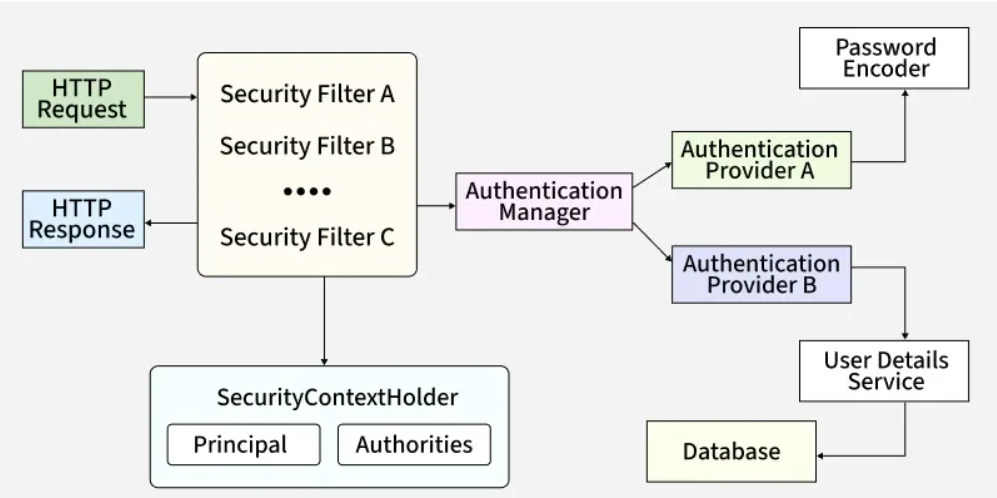 HTTP
Request
HTTP
Response
Security Filter A
Security Filter B
••••
Security Filter C
Authentication
Manager
Authentication
Provider A
Authentication
Provider B
Password
Encoder
User Details
Service
Database
SecurityContextHolder
Principal
Authorities